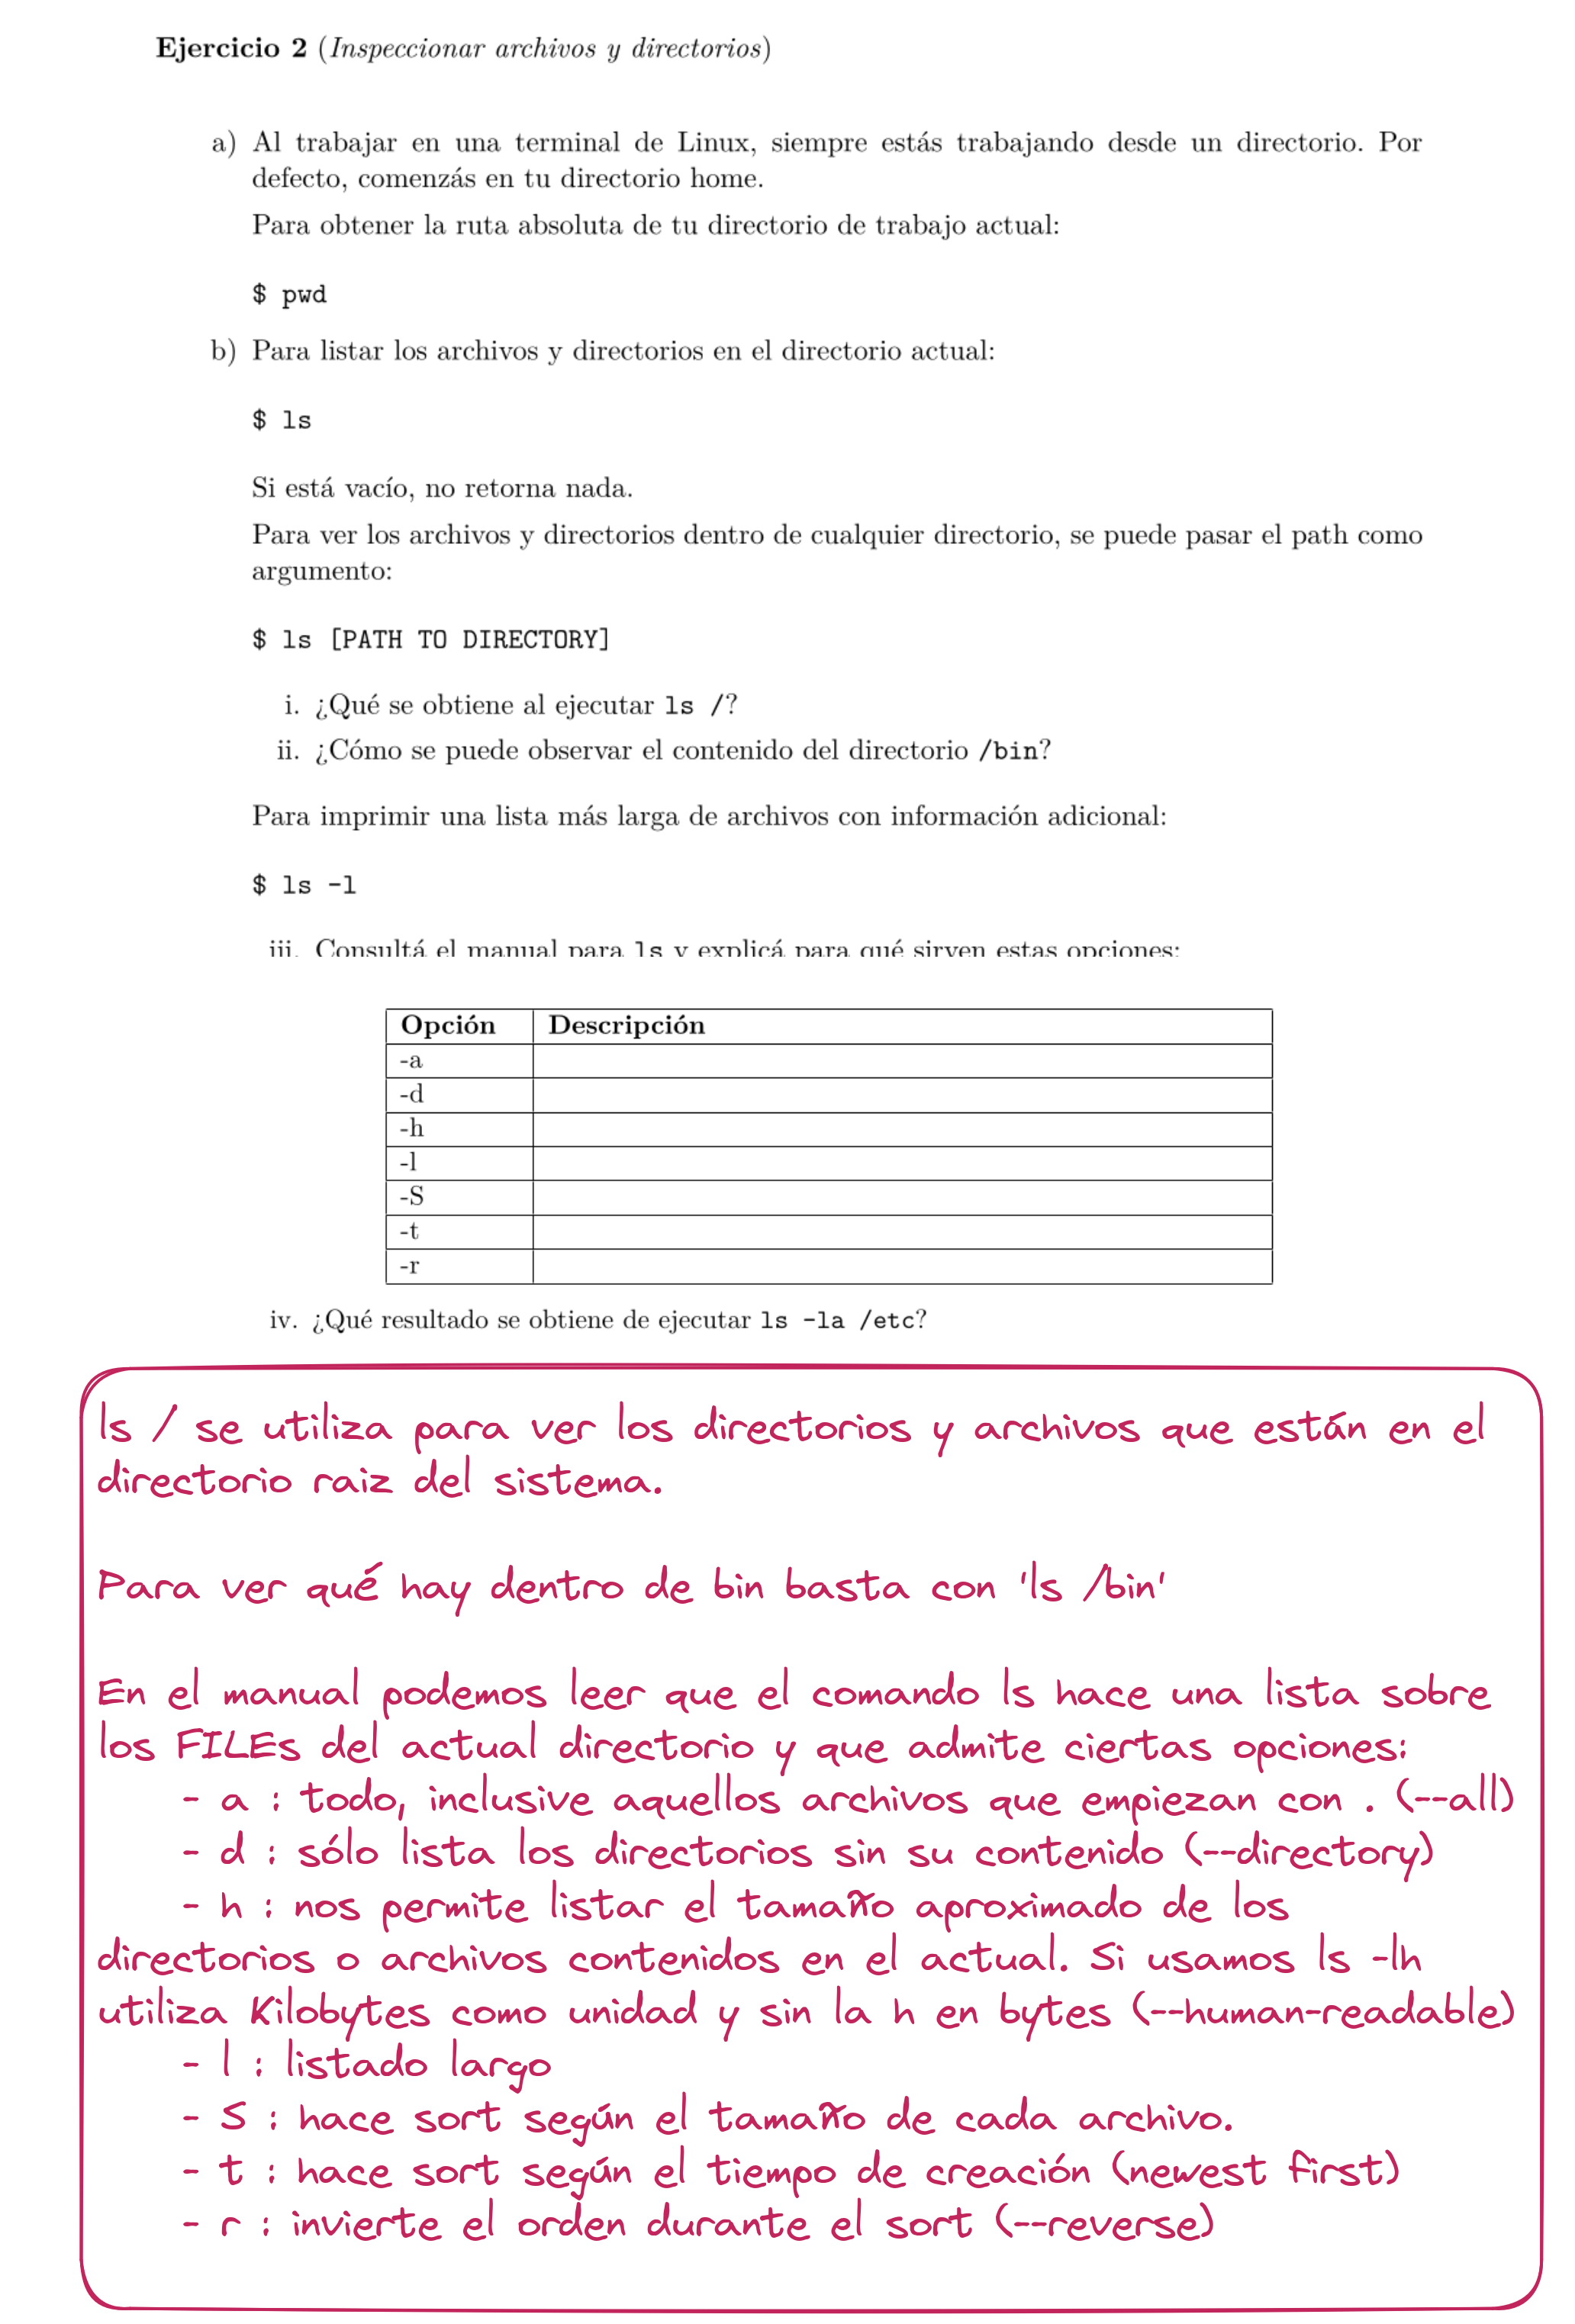 Ejercicio 2 (Inspeccionar archivos y directorios)
a) Al trabajar en una terminal de Linux, siempre estás trabajando desde un directorio. Por
defecto, comenzás en tu directorio home.
Para obtener la ruta absoluta de tu directorio de trabajo actual:
$ pwd
b) Para listar los archivos y directorios en el directorio actual:
$ ls
Si está vacío, no retorna nada.
Para ver los archivos y directorios dentro de cualquier directorio, se puede pasar el path como
argumento:
$ ls [PATH TO DIRECTORY]
i. ¿Qué se obtiene al ejecutar ls /?
ii. ¿Cómo se puede observar el contenido del directorio /bin?
Para imprimir una lista más larga de archivos con información adicional:
$ ls -l
iii. Consultá el manual para ls y explicá para qué sirven estas opciones:
Opción Descripción
-a
-d
-h
-l
-S
-t
-r
iv. ¿Qué resultado se obtiene de ejecutar ls -la /etc?
ls / se utiliza para ver los directorios y archivos que están en el
directorio raiz del sistema.
Para ver qué hay dentro de bin basta con 'ls /bin'
En el manual podemos leer que el comando ls hace una lista sobre
los FILEs del actual directorio y que admite ciertas opciones:
- a : todo, inclusive aquellos archivos que empiezan con . (--all)
- d : sólo lista los directorios sin su contenido (--directory)
- h : nos permite listar el tamaño aproximado de los
directorios o archivos contenidos en el actual. Si usamos ls -lh
utiliza Kilobytes como unidad y sin la h en bytes (--human-readable)
- l : listado largo
- S : hace sort según el tamaño de cada archivo.
- t : hace sort según el tiempo de creación (newest first)
- r : invierte el orden durante el sort (--reverse)